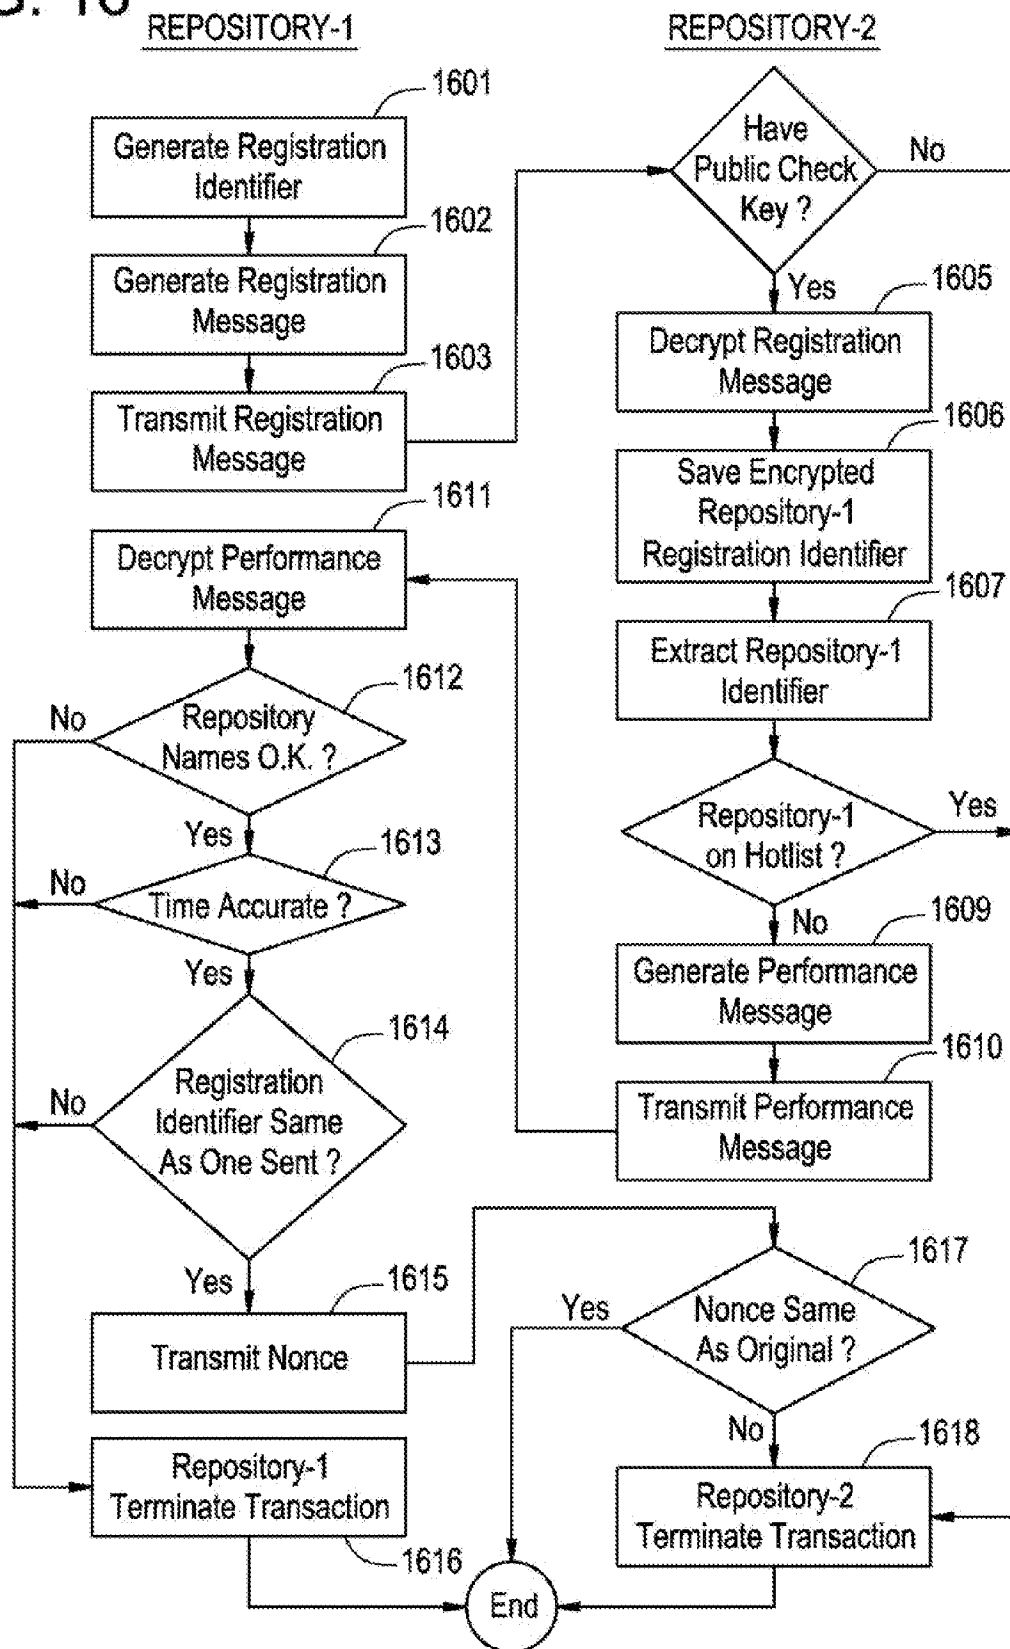 REPOSITORY-1
1601
Generate Registration
Identifier
1602
Generate Registration
Message
1603
Transmit Registration
Message
1611
Decrypt Performance
Message
1612
Repository
Names O.K. ?
No
Yes
1613
Time Accurate ?
No
Yes
1614
Registration
Identifier Same
As One Sent ?
No
Yes
1615
Transmit Nonce
Repository-1
Terminate Transaction
1616
REPOSITORY-2
Have
Public Check
Key ?
No
Yes
1605
Decrypt Registration
Message
1606
Save Encrypted
Repository-1
Registration Identifier
1607
Extract Repository-1
Identifier
Repository-1
on Hotlist ?
Yes
No
1609
Generate Performance
Message
1610
Transmit Performance
Message
1617
Nonce Same
As Original ?
Yes
No
1618
Repository-2
Terminate Transaction
End